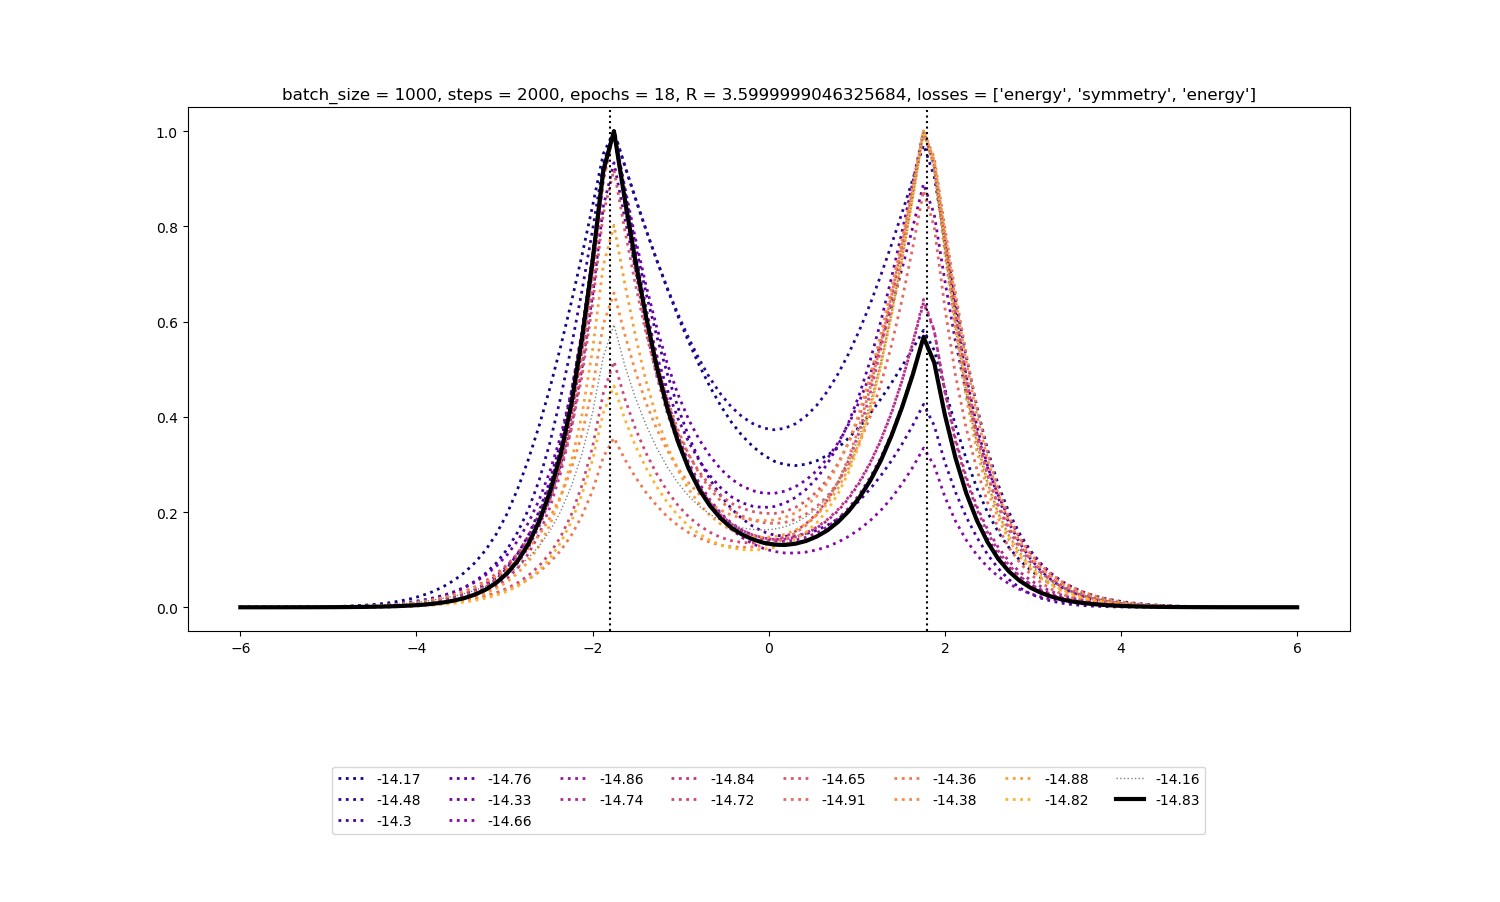 batch_size = 1000, steps = 2000, epochs = 18, R = 3.5999999046325684, losses = ['energy', 'symmetry', 'energy']
1.0
0.8
0.6
0.4
0.2
0.0
−6 −4 −2 0 2 4 6
-14.17 -14.76 -14.86 -14.84 -14.65 -14.36 -14.88 -14.16
-14.48 -14.33 -14.74 -14.72 -14.91 -14.38 -14.82 -14.83
-14.3 -14.66